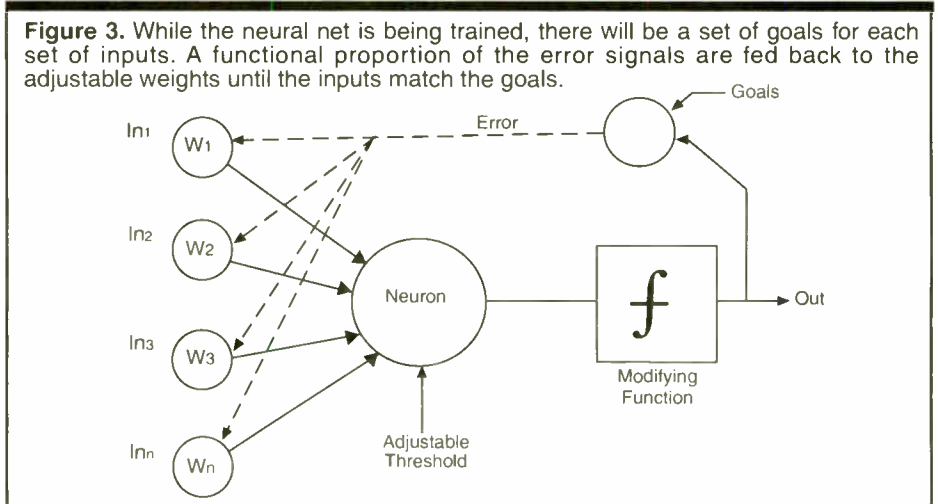 Figure 3. While the neural net is being trained, there will be a set of goals for each
set of inputs. A functional proportion of the error signals are fed back to the
adjustable weights until the inputs match the goals.
Goals
Error
In1
W1
In2
W2
Neuron
f
Out
In3
W3
Modifying
Function
Adjustable
Threshold
Inn
Wn